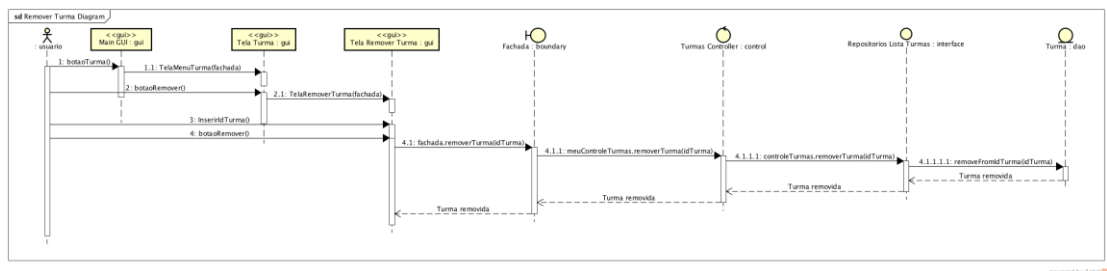 sd Remover Turma Diagram
: usuario
<<gui>>
Main GUI : gui
<<gui>>
Tela Turma : gui
<<gui>>
Tela Remover Turma : gui
Fachada : boundary
Turmas Controller : control
Repositorios Lista Turmas : interface
Turma : dao
1: botaoTurma()
1.1: TelaMenuTurma(fachada)
2: botaoRemover()
2.1: TelaRemoverTurma(fachada)
3: InserirIdTurma()
4: botaoRemover()
4.1: fachada.removerTurma(idTurma)
4.1.1: meuControleTurmas.removerTurma(idTurma)
4.1.1.1: controleTurmas.removerTurma(idTurma)
4.1.1.1.1: removeFromIdTurma(idTurma)
Turma removida
Turma removida
Turma removida
Turma removida